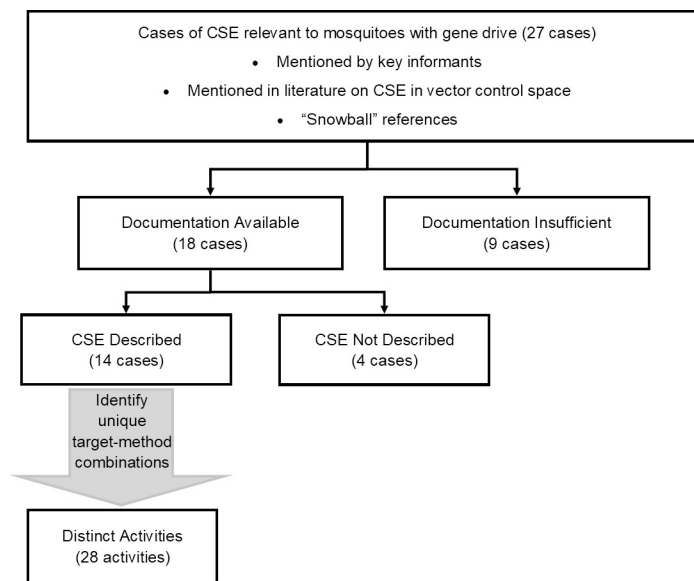 Cases of CSE relevant to mosquitoes with gene drive (27 cases)
• Mentioned by key informants
• Mentioned in literature on CSE in vector control space
• “Snowball” references
Documentation Available
(18 cases)
Documentation Insufficient
(9 cases)
CSE Described
(14 cases)
CSE Not Described
(4 cases)
Identify
unique
target-method
combinations
Distinct Activities
(28 activities)